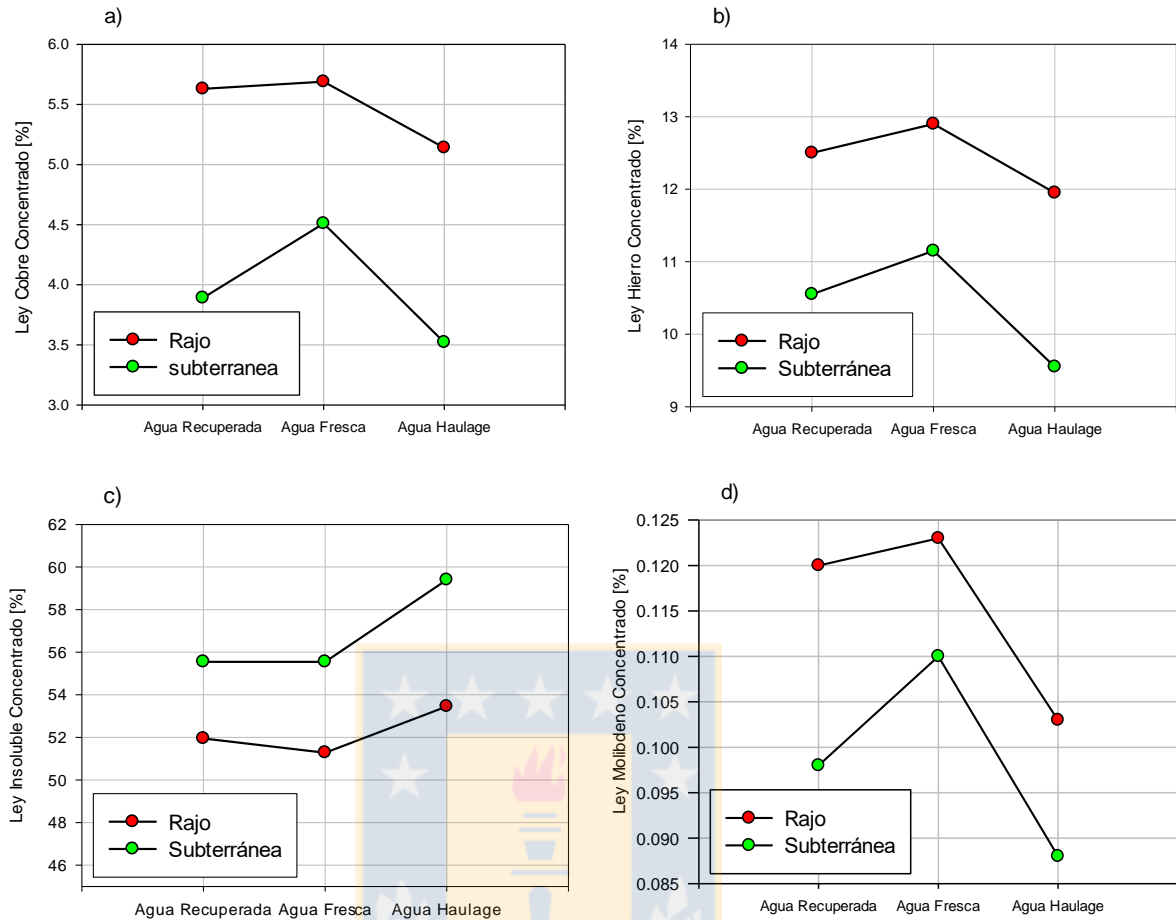 a)
6.0
5.5
5.0
4.5
4.0
3.5
3.0
Ley Cobre Concentrado [%]
Rajo
subterranea
Agua Recuperada Agua Fresca Agua Haulage
b)
14
13
12
11
10
9
Ley Hierro Concentrado [%]
Rajo
Subterránea
Agua Recuperada Agua Fresca Agua Haulage
c)
62
60
58
56
54
52
50
48
46
Ley Insoluble Concentrado [%]
Rajo
Subterránea
Agua Recuperada Agua Fresca Agua Haulage
d)
0.125
0.120
0.115
0.110
0.105
0.100
0.095
0.090
0.085
Ley Molibdeno Concentrado [%]
Rajo
Subterránea
Agua Recuperada Agua Fresca Agua Haulage